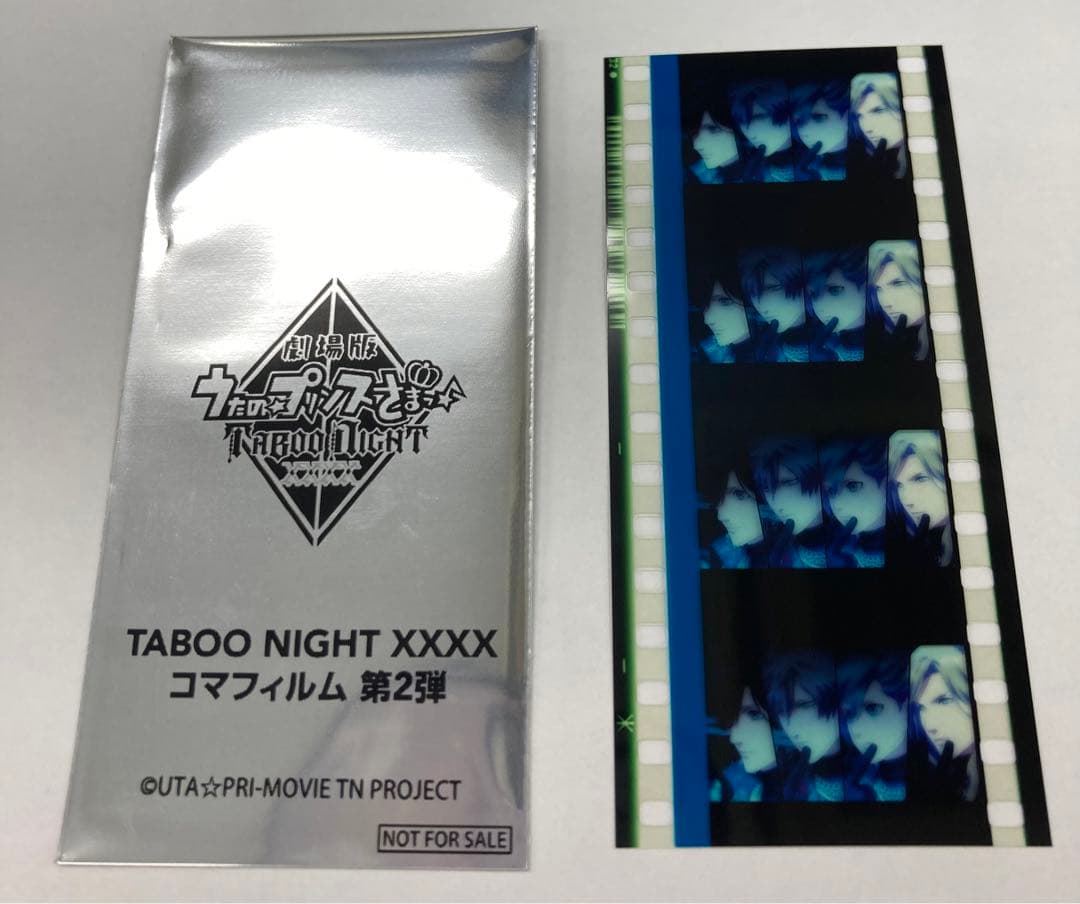 劇場版
うたの☆プリンスさまっ♪
TABOO NIGHT
XXXX
TABOO NIGHT XXXX
コマフィルム 第2弾
©UTA☆PRI-MOVIE TN PROJECT
NOT FOR SALE